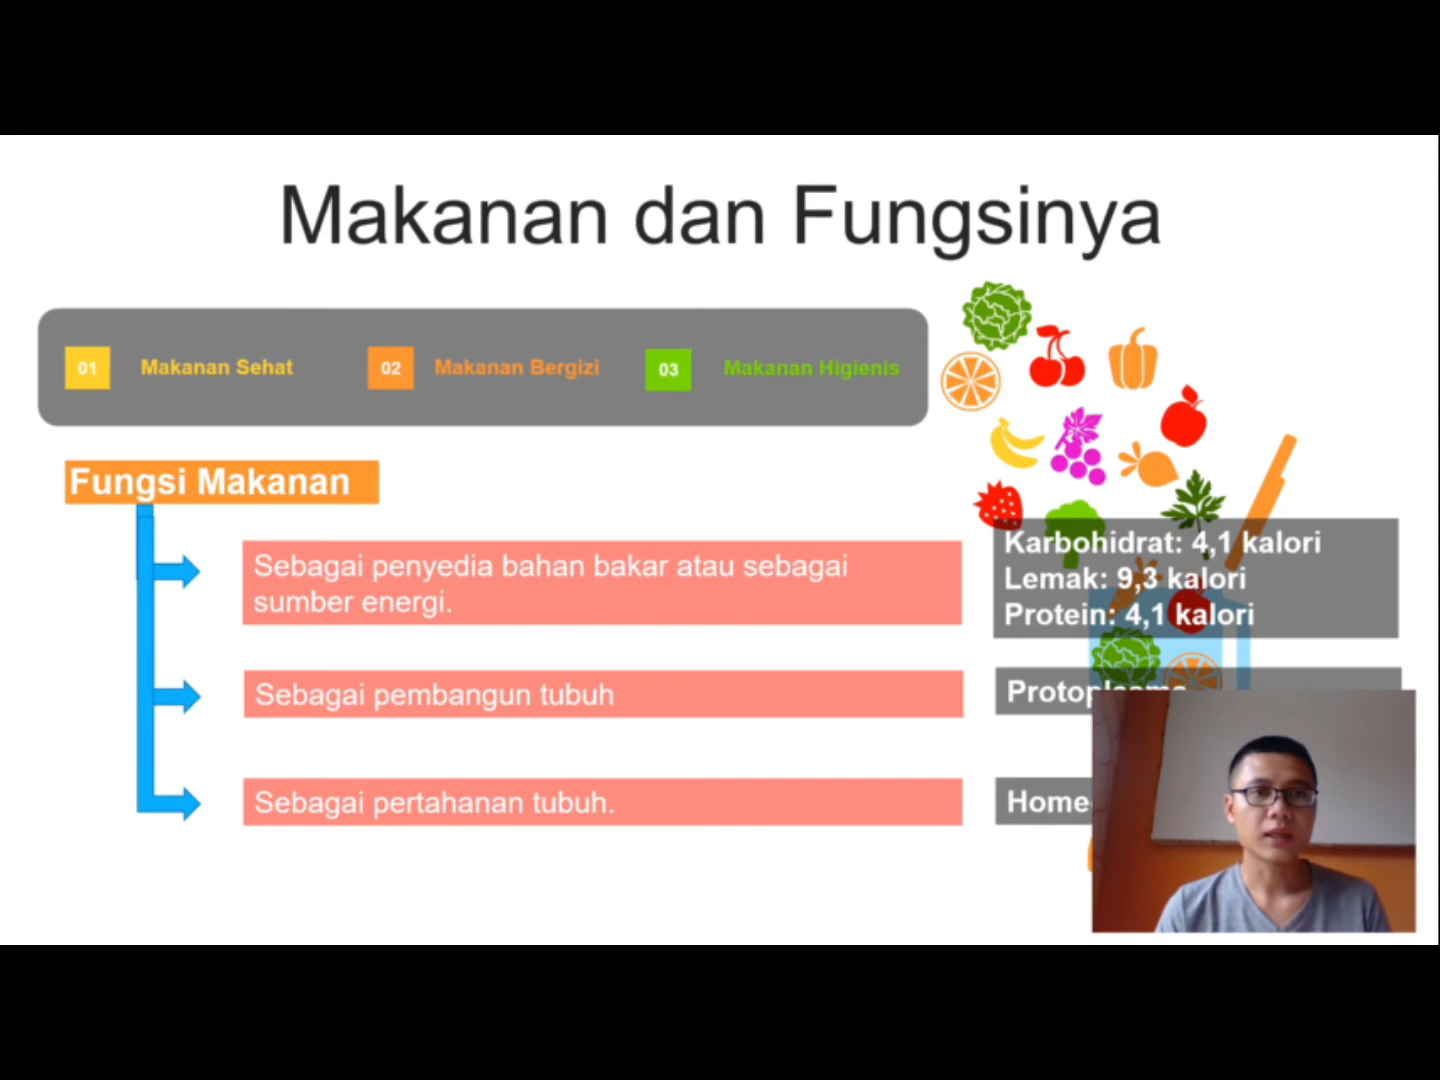 Makanan dan Fungsinya
01 Makanan Sehat 02 Makanan Bergizi 03 Makanan Higienis
Fungsi Makanan
Sebagai penyedia bahan bakar atau sebagai
sumber energi.
Karbohidrat: 4,1 kalori
Lemak: 9,3 kalori
Protein: 4,1 kalori
Sebagai pembangun tubuh
Protoplasma
Sebagai pertahanan tubuh.